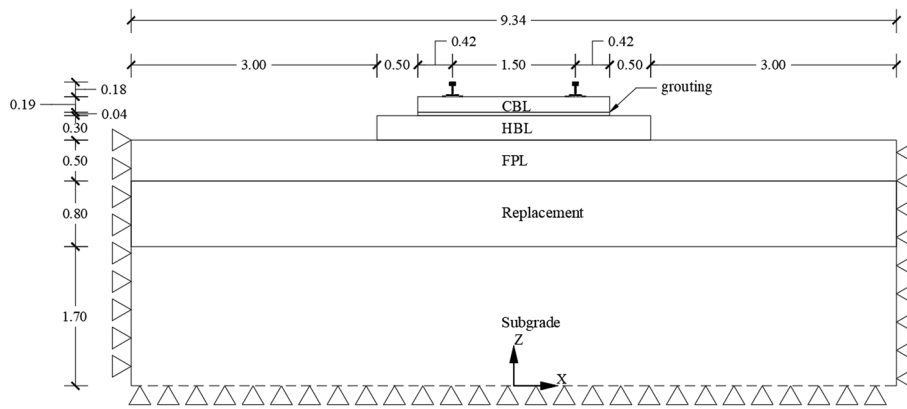 9.34
0.42
0.42
3.00
0.50
1.50
0.50
3.00
0.18
grouting
0.19
CBL
0.04
0.30
HBL
0.50
FPL
0.80
Replacement
1.70
Subgrade
Z
X